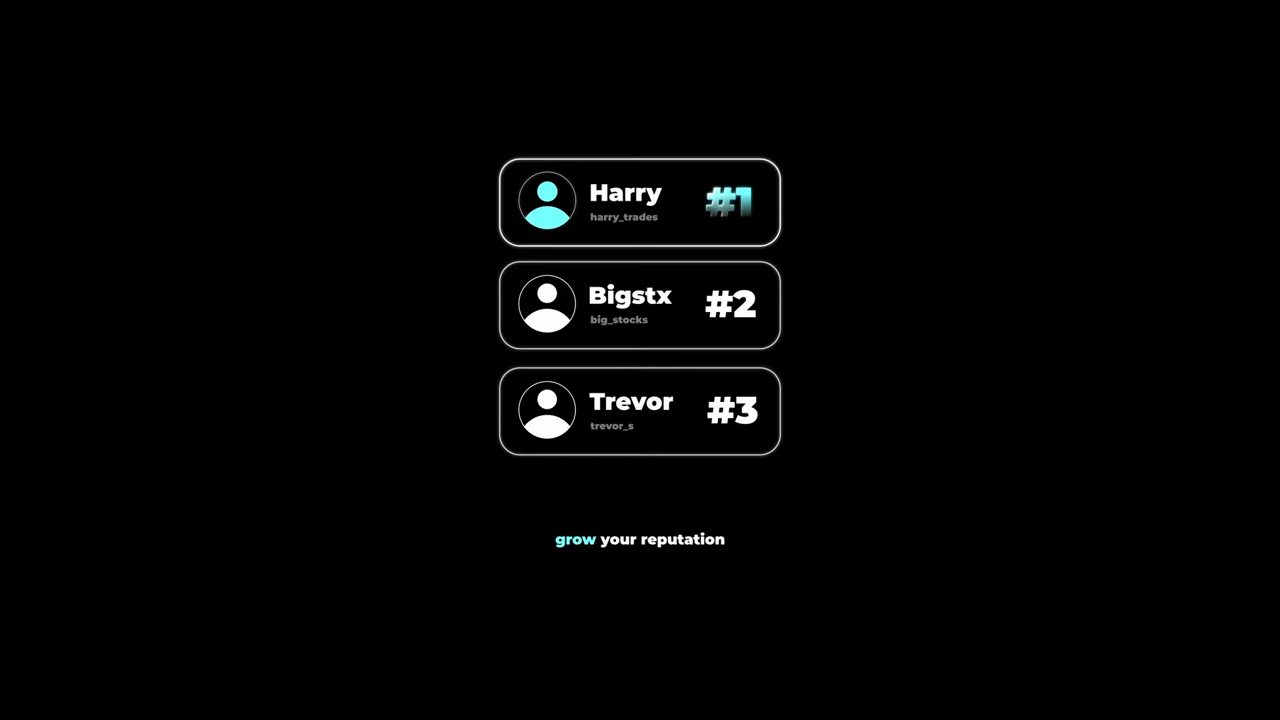 Harry
harry_trades
#1
Bigstx
big_stocks
#2
Trevor
trevor_s
#3
grow your reputation